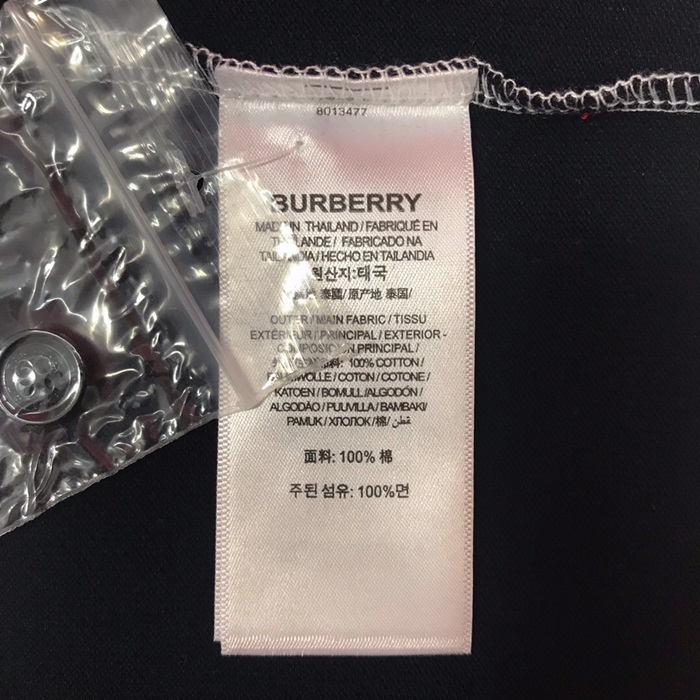 8013477
BURBERRY
MADE IN THAILAND / FABRIQUÉ EN
THAÏLANDE / FABRICADO NA
TAILÂNDIA / HECHO EN TAILANDIA
원산지:태국
泰國/ 原产地 泰国/
OUTER / MAIN FABRIC / TISSU
EXTÉRIEUR / PRINCIPAL / EXTERIOR -
COMPOSICIÓN PRINCIPAL /
100% COTTON /
BAUMWOLLE / COTON / COTONE /
KATOEN / BOMULL /ALGODÓN /
ALGODÃO / PUUVILLA / BAMBAKI/
PAMUK / ХЛОПОК /棉/ قطن
面料: 100% 棉
주된 섬유: 100%면